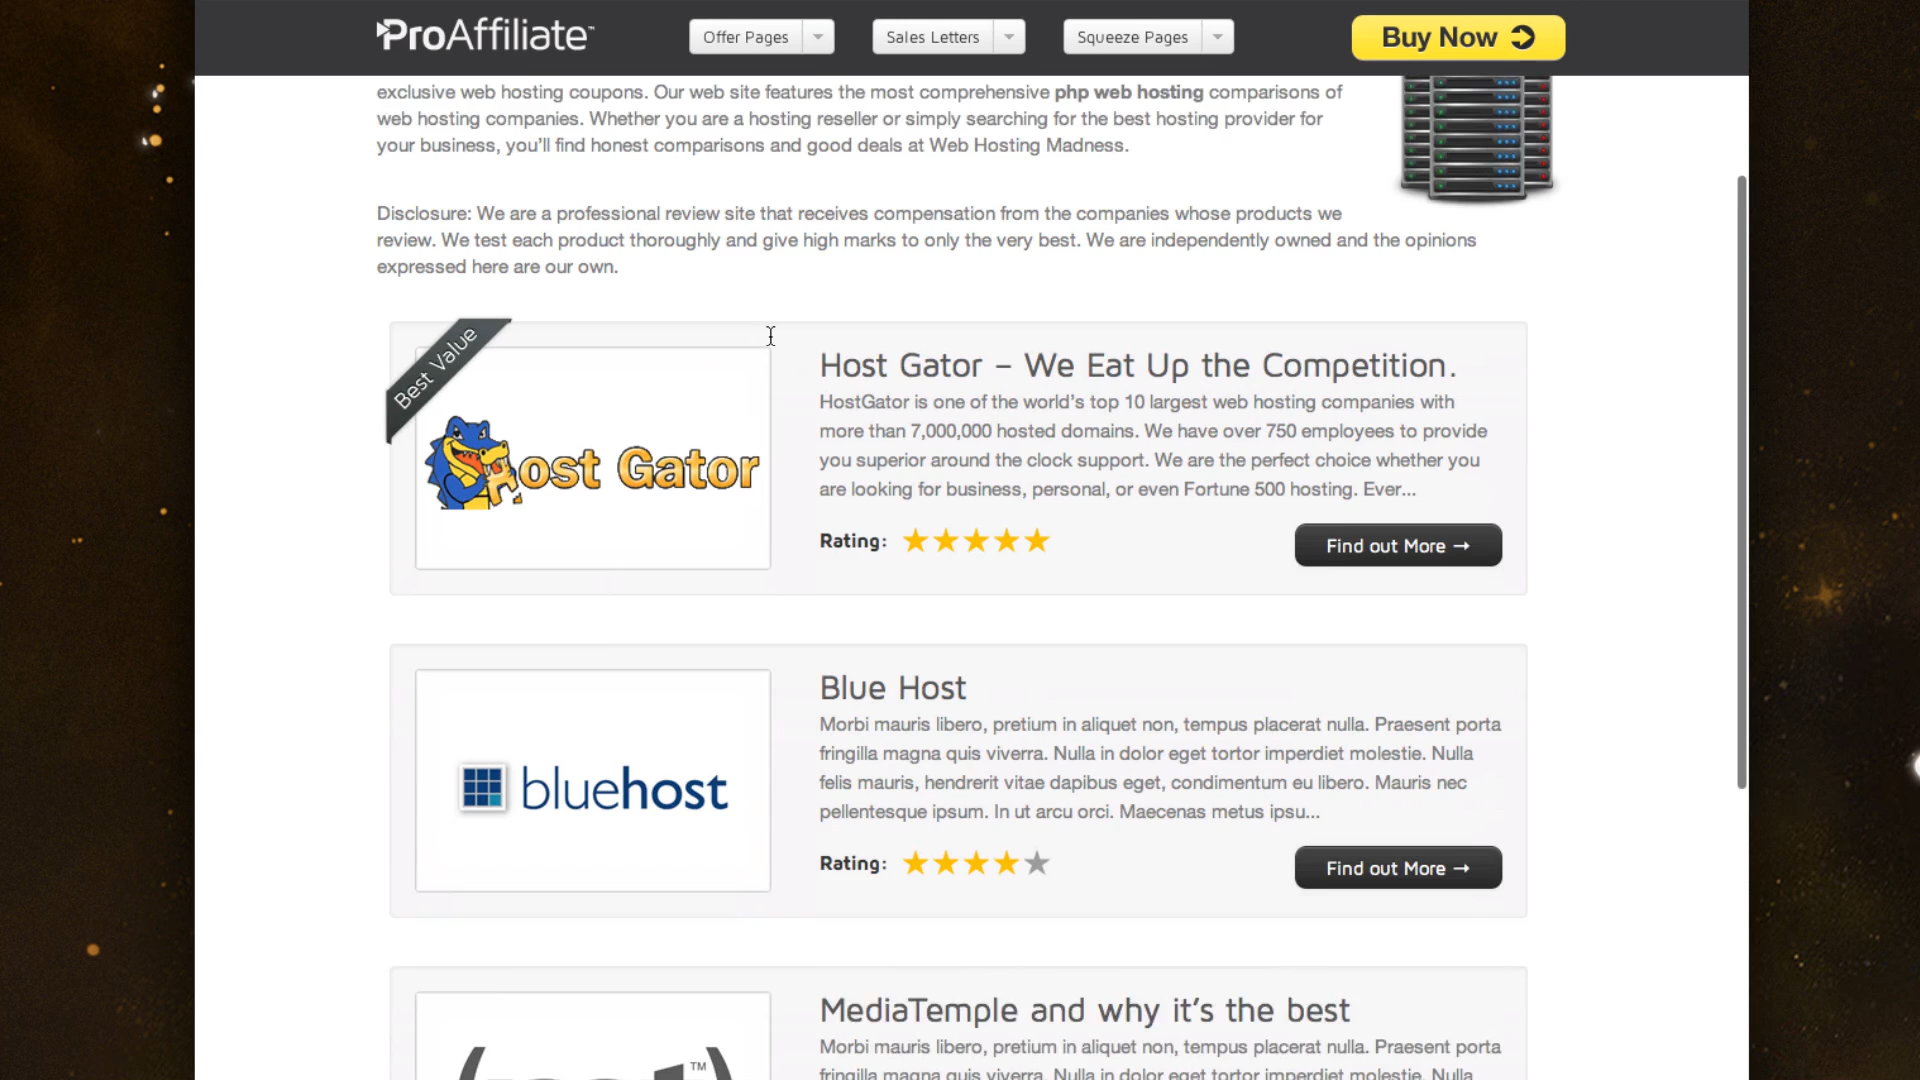 ProAffiliate™
Offer Pages
Sales Letters
Squeeze Pages
Buy Now
exclusive web hosting coupons. Our web site features the most comprehensive php web hosting comparisons of
web hosting companies. Whether you are a hosting reseller or simply searching for the best hosting provider for
your business, you'll find honest comparisons and good deals at Web Hosting Madness.
Disclosure: We are a professional review site that receives compensation from the companies whose products we
review. We test each product thoroughly and give high marks to only the very best. We are independently owned and the opinions
expressed here are our own.
Best Value
Host Gator
Host Gator – We Eat Up the Competition.
HostGator is one of the world's top 10 largest web hosting companies with
more than 7,000,000 hosted domains. We have over 750 employees to provide
you superior around the clock support. We are the perfect choice whether you
are looking for business, personal, or even Fortune 500 hosting. Ever...
Rating:
Find out More →
bluehost
Blue Host
Morbi mauris libero, pretium in aliquet non, tempus placerat nulla. Praesent porta
fringilla magna quis viverra. Nulla in dolor eget tortor imperdiet molestie. Nulla
felis mauris, hendrerit vitae dapibus eget, condimentum eu libero. Mauris nec
pellentesque ipsum. In ut arcu orci. Maecenas metus ipsu...
Rating:
Find out More →
TM
MediaTemple and why it's the best
Morbi mauris libero, pretium in aliquet non, tempus placerat nulla. Praesent porta
fringilla magna quis viverra. Nulla in dolor eget tortor imperdiet molestie. Nulla